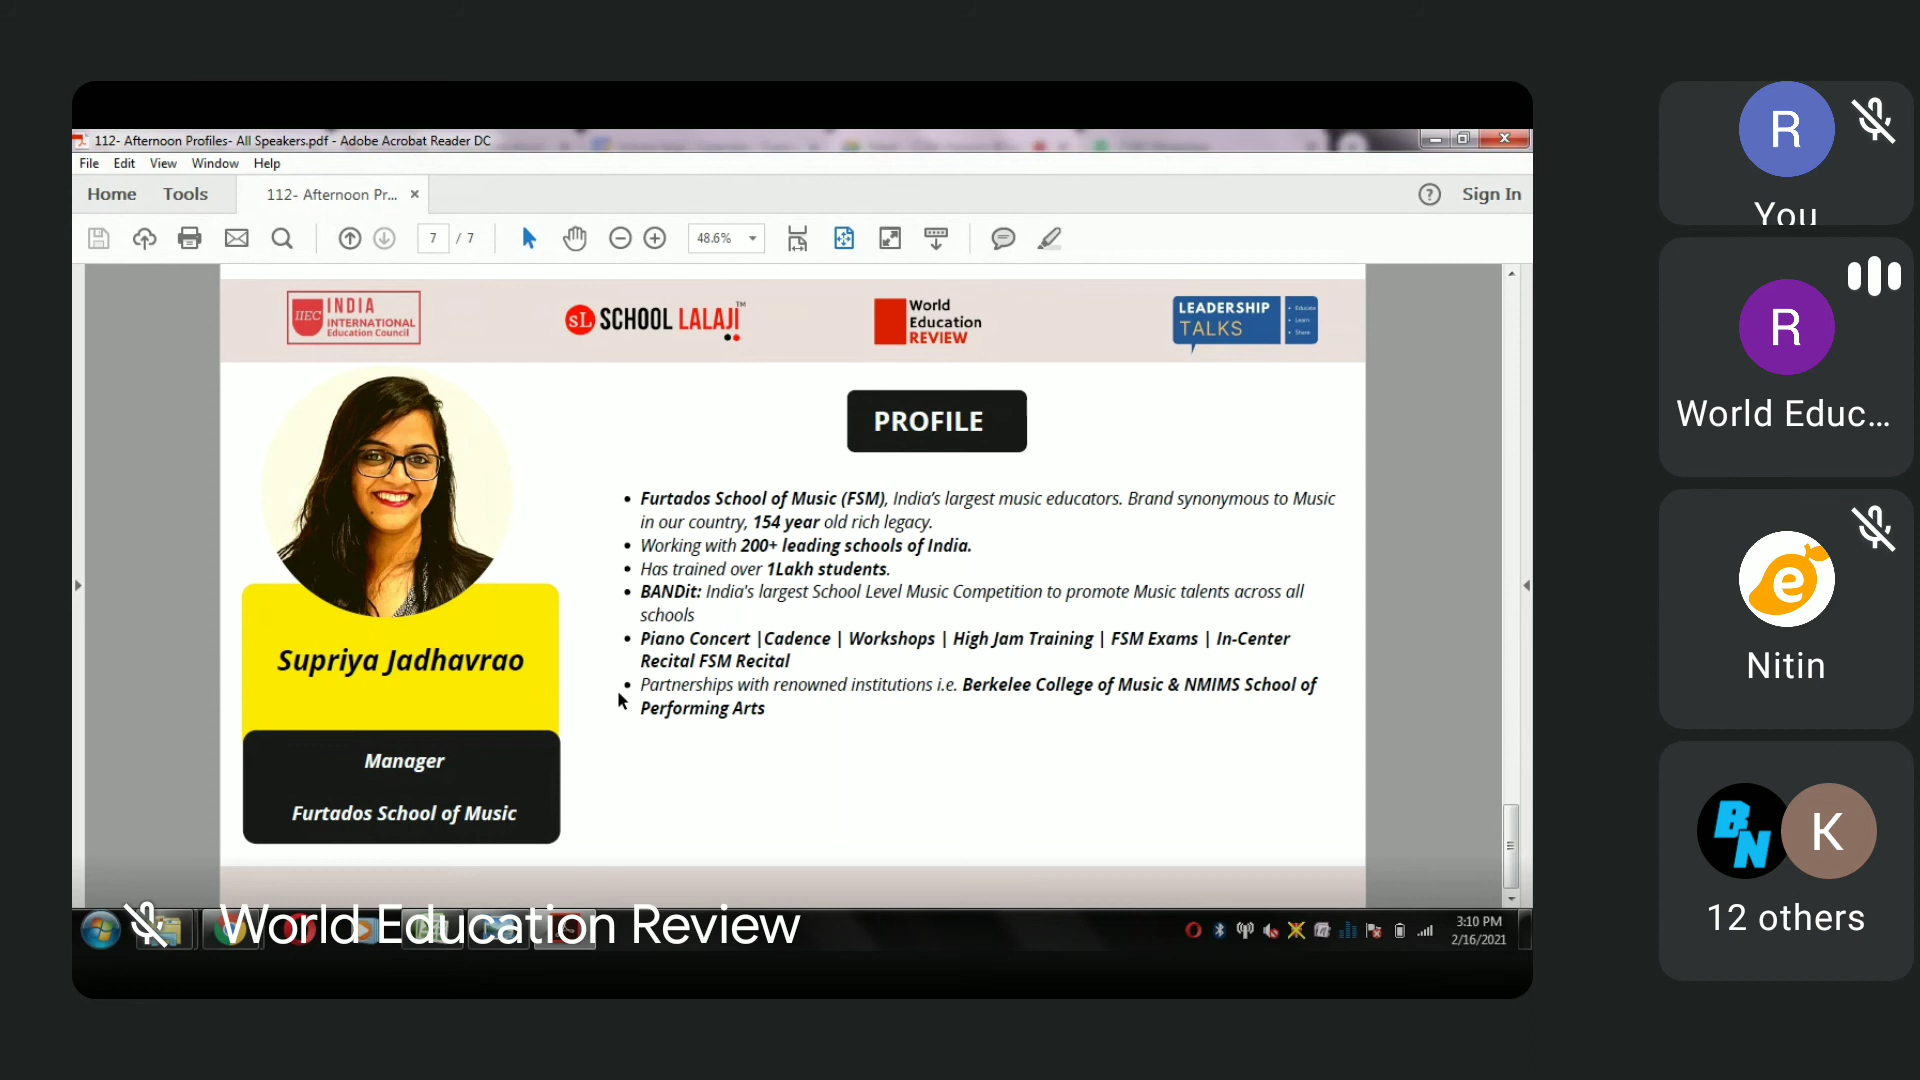 112- Afternoon Profiles- All Speakers.pdf - Adobe Acrobat Reader DC
File Edit View Window Help
Home Tools 112- Afternoon Pr... × ? Sign In
7 / 7 48.6%
IIEC INDIA
INTERNATIONAL
Education Council
SL SCHOOL LALAJI™
World
Education
REVIEW
LEADERSHIP
TALKS
• Educate
• Learn
• Share
PROFILE
• Furtados School of Music (FSM), India's largest music educators. Brand synonymous to Music
in our country, 154 year old rich legacy.
• Working with 200+ leading schools of India.
• Has trained over 1Lakh students.
• BANDit: India's largest School Level Music Competition to promote Music talents across all
schools
• Piano Concert |Cadence | Workshops | High Jam Training | FSM Exams | In-Center
Recital FSM Recital
• Partnerships with renowned institutions i.e. Berkelee College of Music & NMIMS School of
Performing Arts
Supriya Jadhavrao
Manager
Furtados School of Music
World Education Review
3:10 PM
2/16/2021
R
You
R
World Educ...
e
Nitin
BN K
12 others